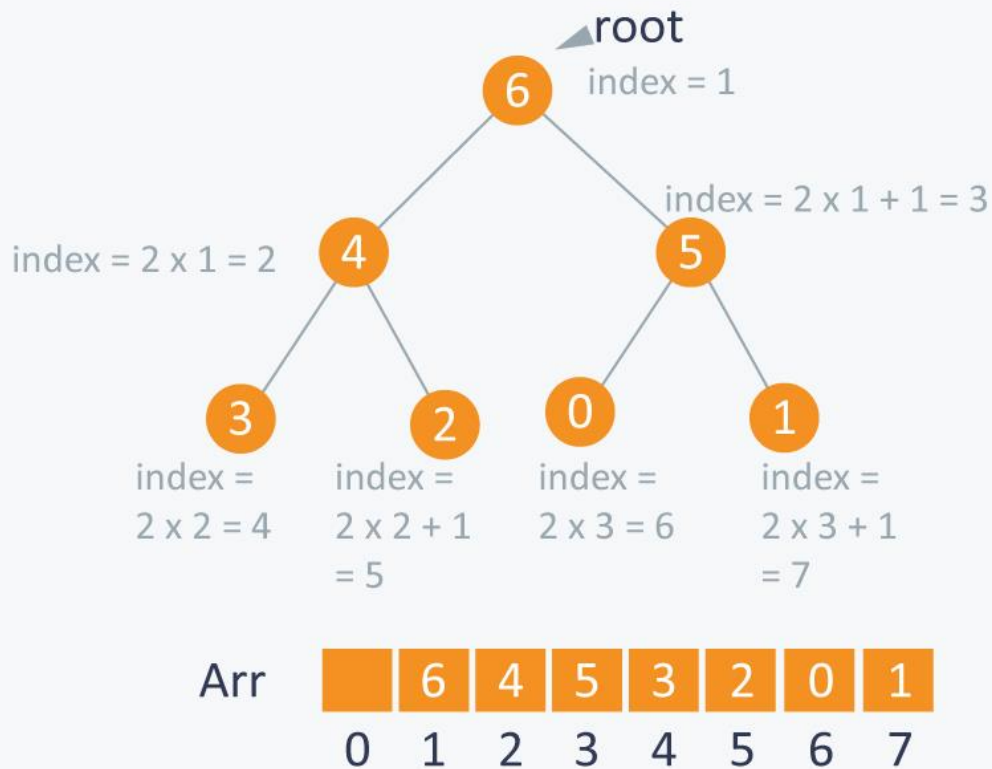 root
6
index = 1
index = 2 x 1 + 1 = 3
index = 2 x 1 = 2
4
5
3
2
0
1
index =
2 x 2 = 4
index =
2 x 2 + 1
= 5
index =
2 x 3 = 6
index =
2 x 3 + 1
= 7
Arr
6 4 5 3 2 0 1
0 1 2 3 4 5 6 7